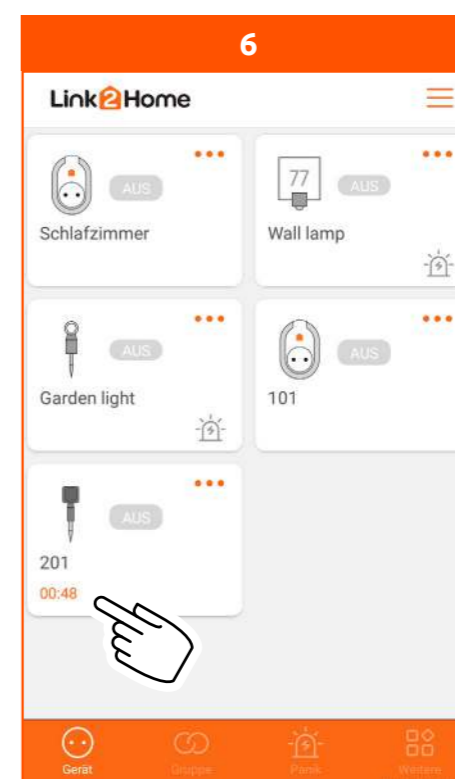 6
Link2Home
AUS
Schlafzimmer
77
AUS
Wall lamp
AUS
Garden light
AUS
101
AUS
201
00:48
Gerät
Gruppe
Panik
Weitere